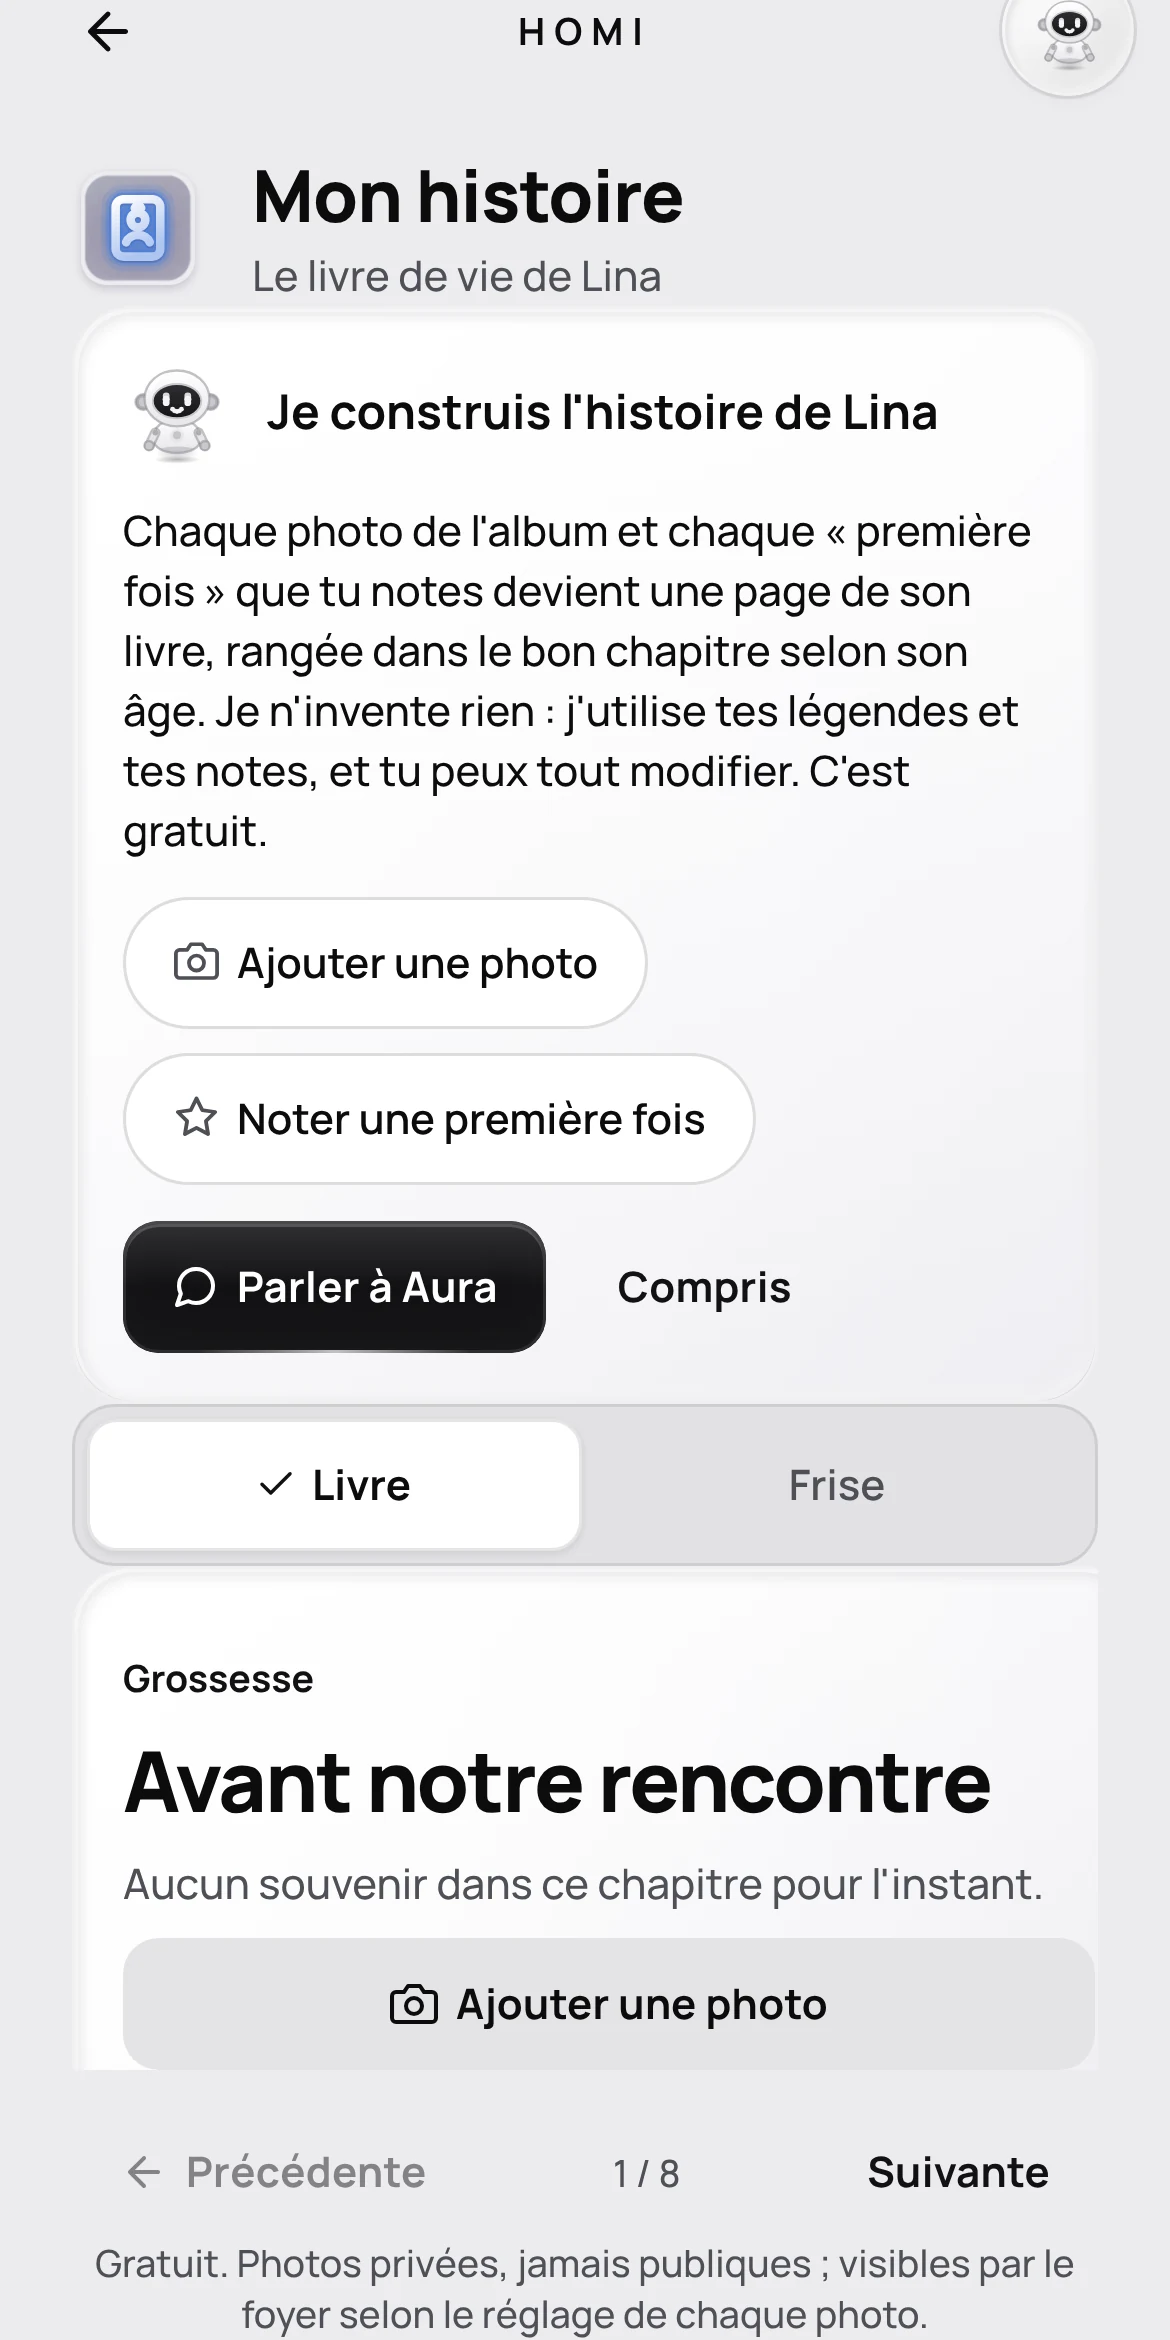 HOMI
Mon histoire
Le livre de vie de Lina
Je construis l'histoire de Lina
Chaque photo de l'album et chaque « première
fois » que tu notes devient une page de son
livre, rangée dans le bon chapitre selon son
âge. Je n'invente rien : j'utilise tes légendes et
tes notes, et tu peux tout modifier. C'est
gratuit.
Ajouter une photo
Noter une première fois
Parler à Aura
Compris
Livre
Frise
Grossesse
Avant notre rencontre
Aucun souvenir dans ce chapitre pour l'instant.
Ajouter une photo
Précédente
1 / 8
Suivante
Gratuit. Photos privées, jamais publiques ; visibles par le
foyer selon le réglage de chaque photo.